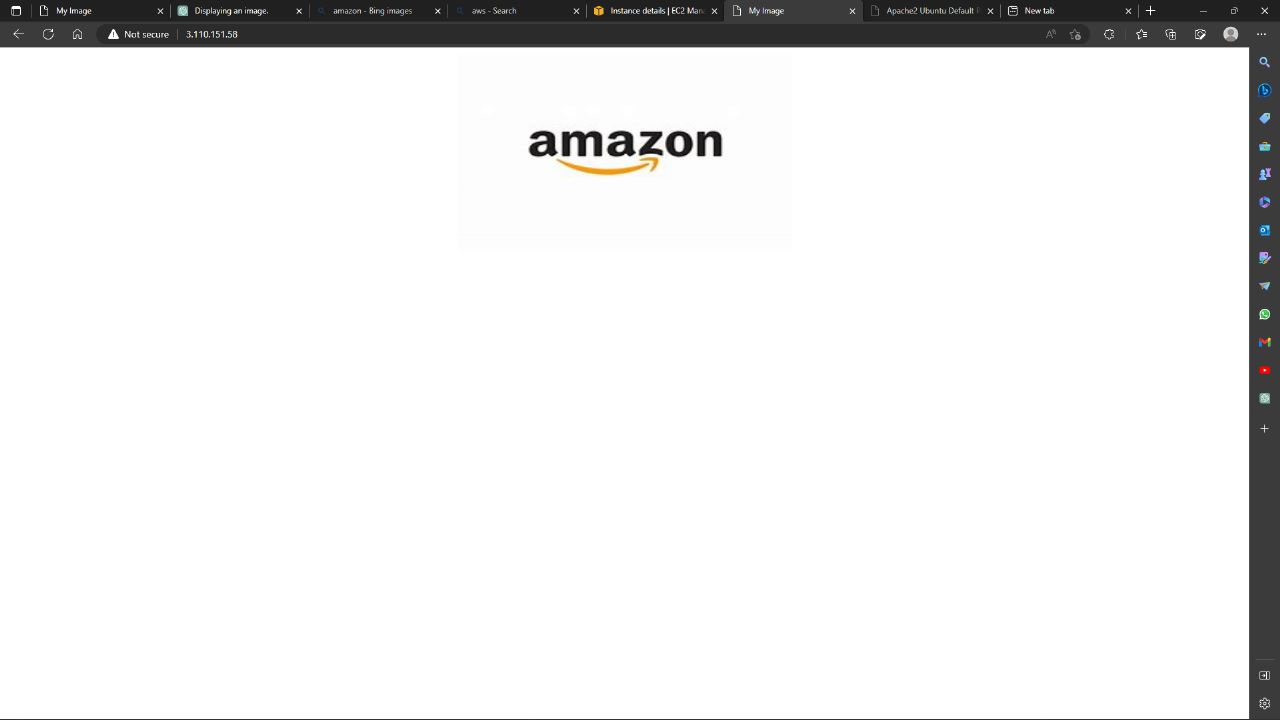 My Image
Displaying an image.
amazon - Bing images
aws - Search
Instance details | EC2 Man
My Image
Apache2 Ubuntu Default P
New tab
Not secure
3.110.151.58
amazon